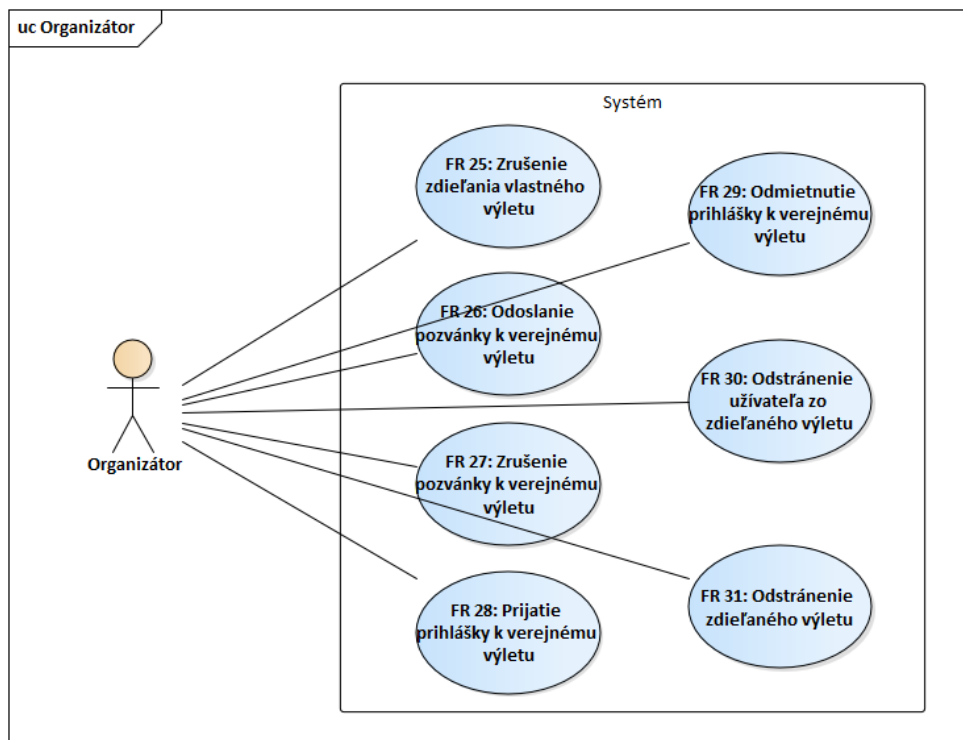 uc Organizátor
Systém
FR 25: Zrušenie
zdieľania vlastného
výletu
FR 29: Odmietnutie
prihlášky k verejnému
výletu
FR 26: Odoslanie
pozvánky k verejnému
výletu
FR 30: Odstránenie
užívateľa zo
zdieľaného výletu
Organizátor
FR 27: Zrušenie
pozvánky k verejnému
výletu
FR 31: Odstránenie
zdieľaného výletu
FR 28: Prijatie
prihlášky k verejnému
výletu